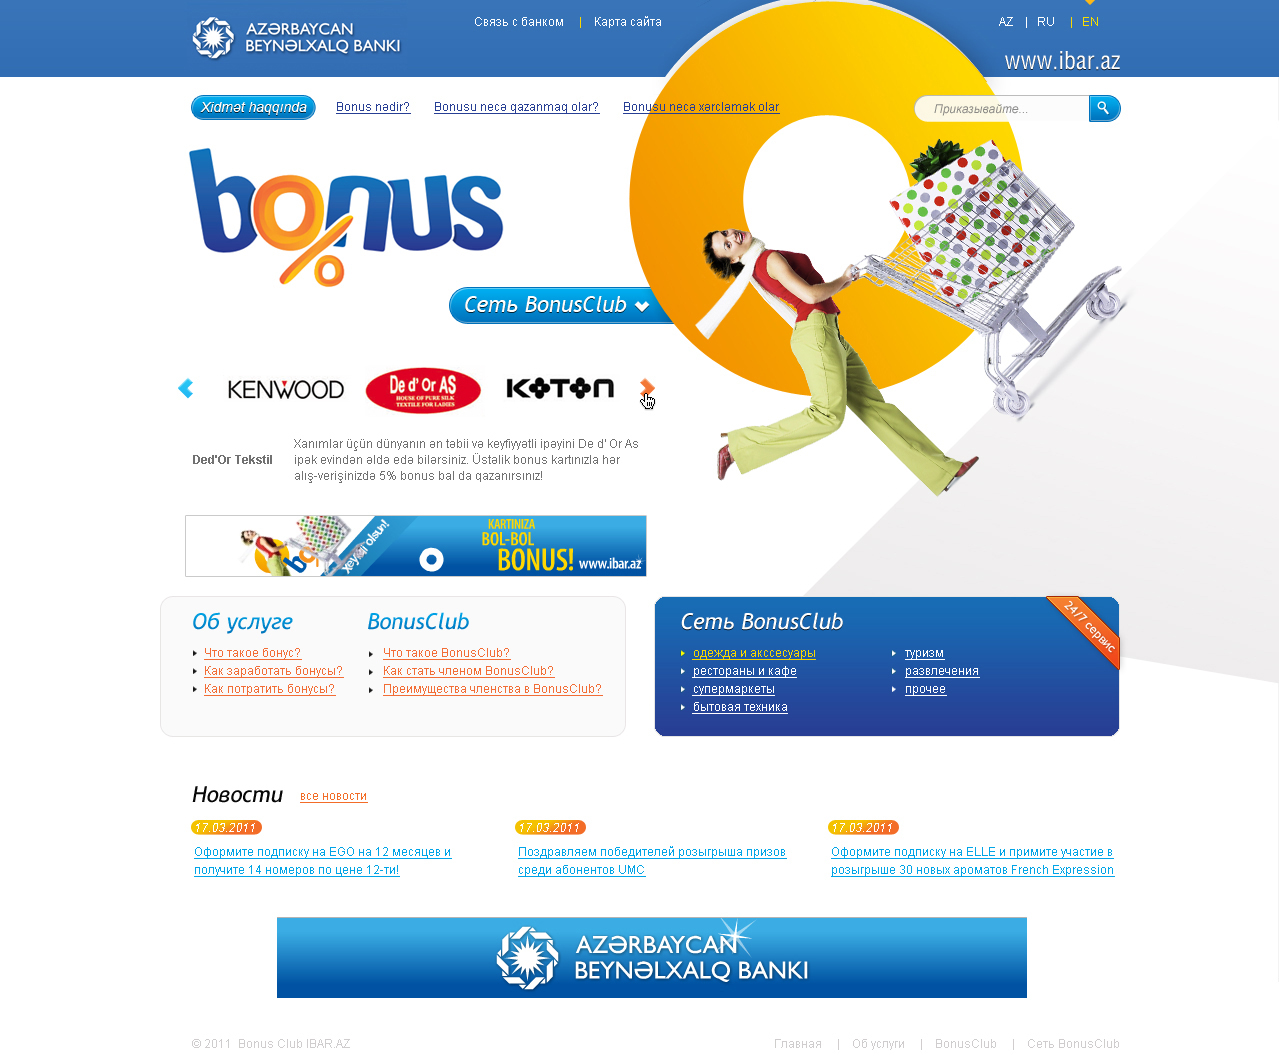 AZƏRBAYCAN
BEYNƏLXALQ BANKI
Связь с банком | Карта сайта
AZ | RU | EN
www.ibar.az
Xidmət haqqında
Bonus nədir?
Bonusu necə qazanmaq olar?
Bonusu necə xərcləmək olar
Приказывайте...
bonus
Сеть BonusClub
KENWOOD
De d' Or AS
HOUSE OF PURE SILK
TEXTILE FOR LADIES
KOTON
Ded'Or Tekstil
Xanımlar üçün dünyanın ən təbii və keyfiyyətli ipəyini De d' Or As
ipək evindən əldə edə bilərsiniz. Üstəlik bonus kartınızla hər
alış-verişinizdə 5% bonus bal da qazanırsınız!
xeyirli olsun!
KARTINIZA
BOL-BOL
BONUS!
www.ibar.az
Об услуге
Что такое бонус?
Как заработать бонусы?
Как потратить бонусы?
BonusClub
Что такое BonusClub?
Как стать членом BonusClub?
Преимущества членства в BonusClub?
Сеть BonusClub
24/7 сервис
одежда и акссесуары
рестораны и кафе
супермаркеты
бытовая техника
туризм
развлечения
прочее
Новости
все новости
17.03.2011
Оформите подписку на EGO на 12 месяцев и
получите 14 номеров по цене 12-ти!
17.03.2011
Поздравляем победителей розыгрыша призов
среди абонентов UMC
17.03.2011
Оформите подписку на ELLE и примите участие в
розыгрыше 30 новых ароматов French Expression
AZƏRBAYCAN
BEYNƏLXALQ BANKI
© 2011 Bonus Club IBAR.AZ
Главная | Об услуги | BonusClub | Сеть BonusClub